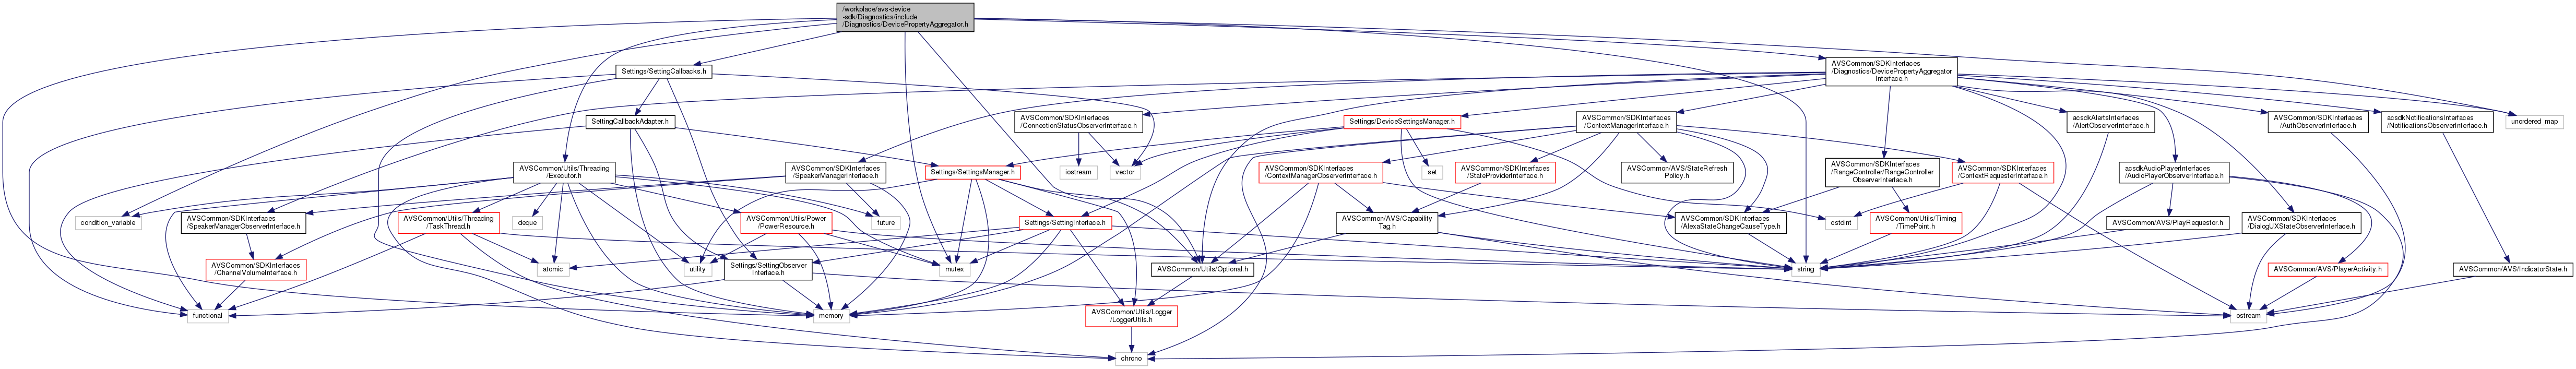 /workplace/avs-device
-sdk/Diagnostics/include
/Diagnostics/DevicePropertyAggregator.h
Settings/SettingCallbacks.h
AVSCommon/SDKInterfaces
/Diagnostics/DevicePropertyAggregator
Interface.h
SettingCallbackAdapter.h
AVSCommon/SDKInterfaces
/ConnectionStatusObserverInterface.h
Settings/DeviceSettingsManager.h
AVSCommon/SDKInterfaces
/ContextManagerInterface.h
acsdkAlertsInterfaces
/AlertObserverInterface.h
AVSCommon/SDKInterfaces
/AuthObserverInterface.h
acsdkNotificationsInterfaces
/NotificationsObserverInterface.h
unordered_map
AVSCommon/Utils/Threading
/Executor.h
AVSCommon/SDKInterfaces
/SpeakerManagerInterface.h
Settings/SettingsManager.h
iostream
vector
AVSCommon/SDKInterfaces
/ContextManagerObserverInterface.h
set
AVSCommon/SDKInterfaces
/StateProviderInterface.h
AVSCommon/AVS/StateRefresh
Policy.h
AVSCommon/SDKInterfaces
/RangeController/RangeController
ObserverInterface.h
AVSCommon/SDKInterfaces
/ContextRequesterInterface.h
acsdkAudioPlayerInterfaces
/AudioPlayerObserverInterface.h
condition_variable
AVSCommon/SDKInterfaces
/SpeakerManagerObserverInterface.h
AVSCommon/Utils/Threading
/TaskThread.h
deque
AVSCommon/Utils/Power
/PowerResource.h
future
Settings/SettingInterface.h
AVSCommon/AVS/Capability
Tag.h
cstdint
AVSCommon/SDKInterfaces
/AlexaStateChangeCauseType.h
AVSCommon/Utils/Timing
/TimePoint.h
AVSCommon/AVS/PlayRequestor.h
AVSCommon/SDKInterfaces
/DialogUXStateObserverInterface.h
AVSCommon/SDKInterfaces
/ChannelVolumeInterface.h
atomic
utility
Settings/SettingObserver
Interface.h
mutex
AVSCommon/Utils/Optional.h
string
AVSCommon/AVS/PlayerActivity.h
AVSCommon/AVS/IndicatorState.h
functional
memory
AVSCommon/Utils/Logger
/LoggerUtils.h
ostream
chrono